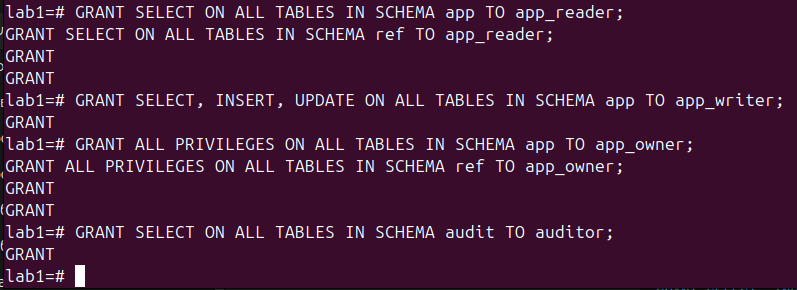 lab1=# GRANT SELECT ON ALL TABLES IN SCHEMA app TO app_reader;
GRANT SELECT ON ALL TABLES IN SCHEMA ref TO app_reader;
GRANT
GRANT
lab1=# GRANT SELECT, INSERT, UPDATE ON ALL TABLES IN SCHEMA app TO app_writer;
GRANT
lab1=# GRANT ALL PRIVILEGES ON ALL TABLES IN SCHEMA app TO app_owner;
GRANT ALL PRIVILEGES ON ALL TABLES IN SCHEMA ref TO app_owner;
GRANT
GRANT
lab1=# GRANT SELECT ON ALL TABLES IN SCHEMA audit TO auditor;
GRANT
lab1=#